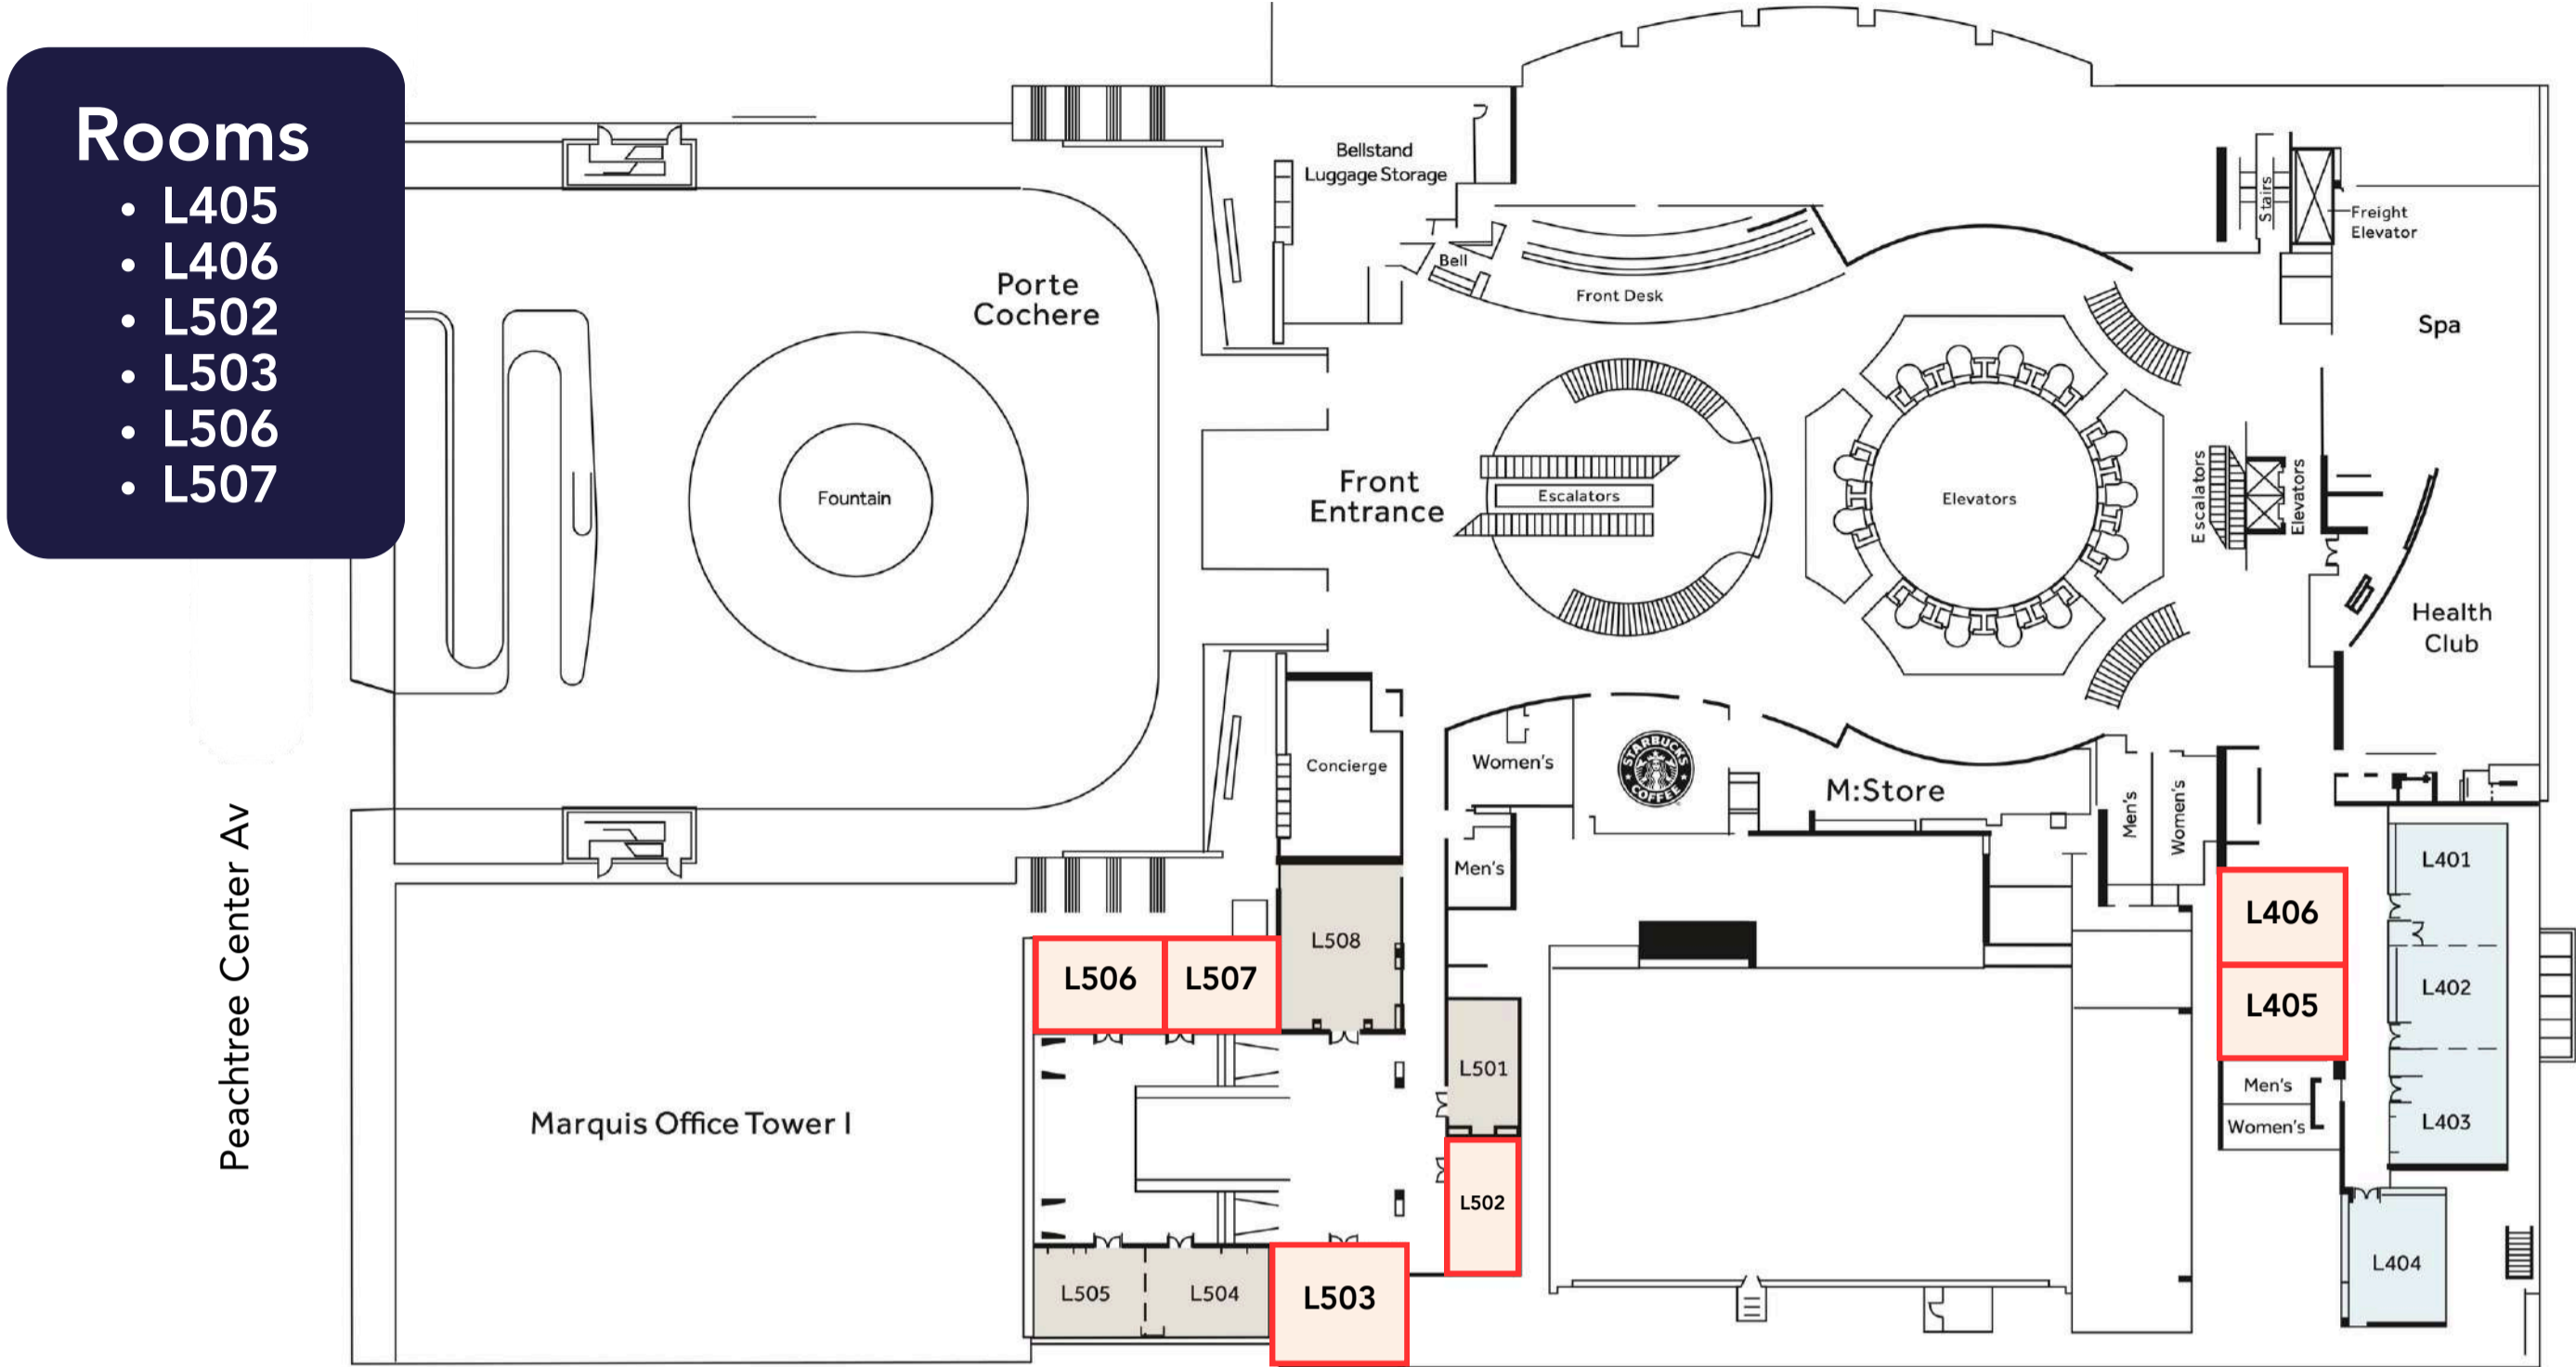 Rooms
• L405
• L406
• L502
• L503
• L506
• L507
Peachtree Center Av
Porte
Cochere
Fountain
Marquis Office Tower I
Bellstand
Luggage Storage
Bell
Front Desk
Front
Entrance
Escalators
Elevators
Escalators
Elevators
Stairs
Freight
Elevator
Spa
Health
Club
Concierge
Women's
Men's
STARBUCKS
COFFEE
M:Store
Men's
Women's
L401
L402
L403
L404
L406
L405
Men's
Women's
L506
L507
L508
L501
L502
L505
L504
L503